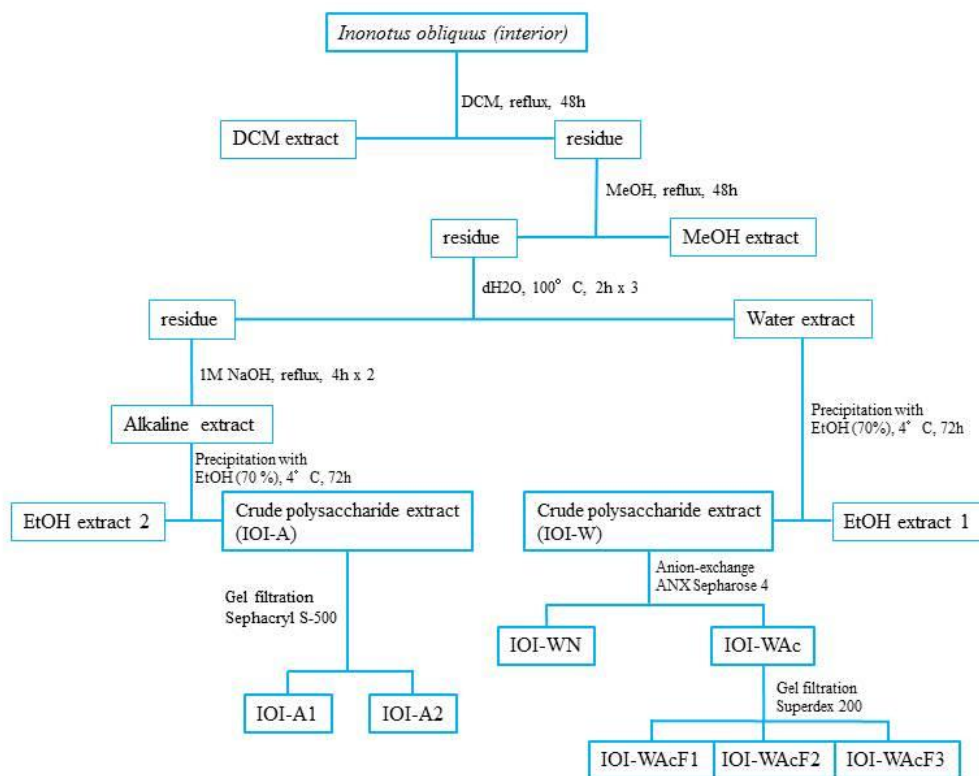 Inonotus obliquus (interior)
DCM, reflux, 48h
DCM extract
residue
MeOH, reflux, 48h
residue
MeOH extract
dH2O, 100° C, 2h x 3
residue
Water extract
1M NaOH, reflux, 4h x 2
Alkaline extract
Precipitation with
EtOH (70%), 4° C, 72h
Precipitation with
EtOH (70 %), 4° C, 72h
EtOH extract 2
Crude polysaccharide extract
(IOI-A)
Crude polysaccharide extract
(IOI-W)
EtOH extract 1
Anion-exchange
ANX Sepharose 4
Gel filtration
Sephacryl S-500
IOI-WN
IOI-WAc
Gel filtration
Superdex 200
IOI-A1
IOI-A2
IOI-WAcF1
IOI-WAcF2
IOI-WAcF3